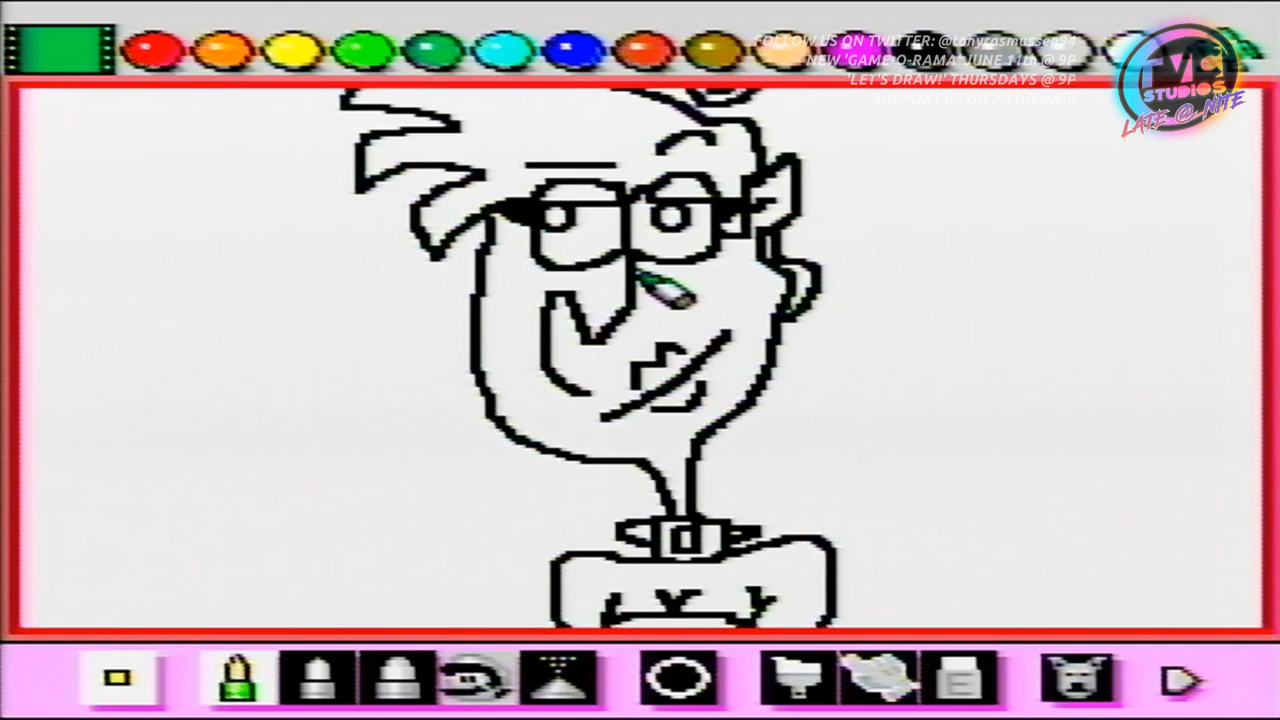 FOLLOW US ON TWITTER: @tonyrasmussen94
NEW 'GAME-O-RAMA' JUNE 11th @ 9P
'LET'S DRAW!' THURSDAYS @ 9P
SUPPORT US ON PATREON!!!
TVC
STUDIOS
LATE @ NITE